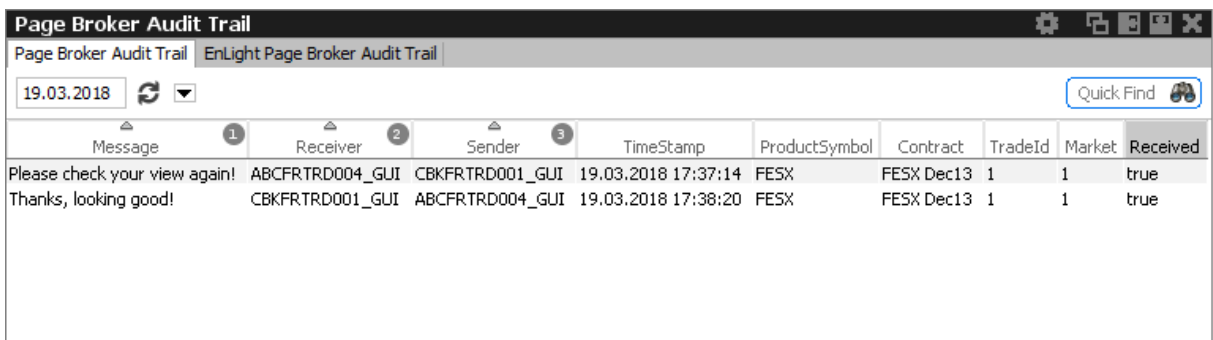 Page Broker Audit Trail
Page Broker Audit Trail EnLight Page Broker Audit Trail
19.03.2018 Quick Find
1 2 3
Message Receiver Sender TimeStamp ProductSymbol Contract TradeId Market Received
Please check your view again! ABCFRTRD004_GUI CBKFRTRD001_GUI 19.03.2018 17:37:14 FESX FESX Dec13 1 1 true
Thanks, looking good! CBKFRTRD001_GUI ABCFRTRD004_GUI 19.03.2018 17:38:20 FESX FESX Dec13 1 1 true